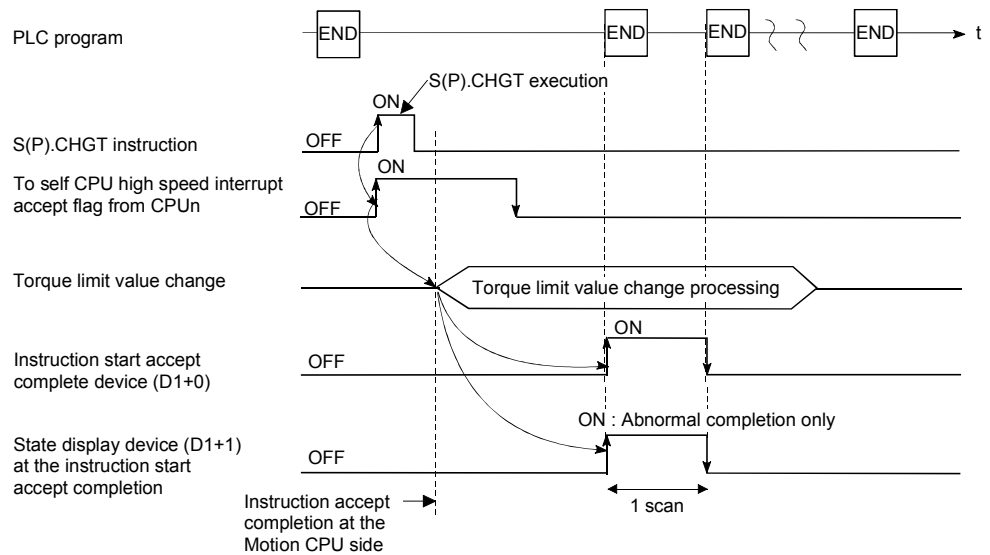 PLC program
END
END
END
END
t
S(P).CHGT execution
ON
S(P).CHGT instruction
OFF
To self CPU high speed interrupt
accept flag from CPUn
ON
OFF
Torque limit value change
Torque limit value change processing
Instruction start accept
complete device (D1+0)
OFF
ON
ON : Abnormal completion only
State display device (D1+1)
at the instruction start
accept completion
OFF
Instruction accept
completion at the
Motion CPU side
1 scan